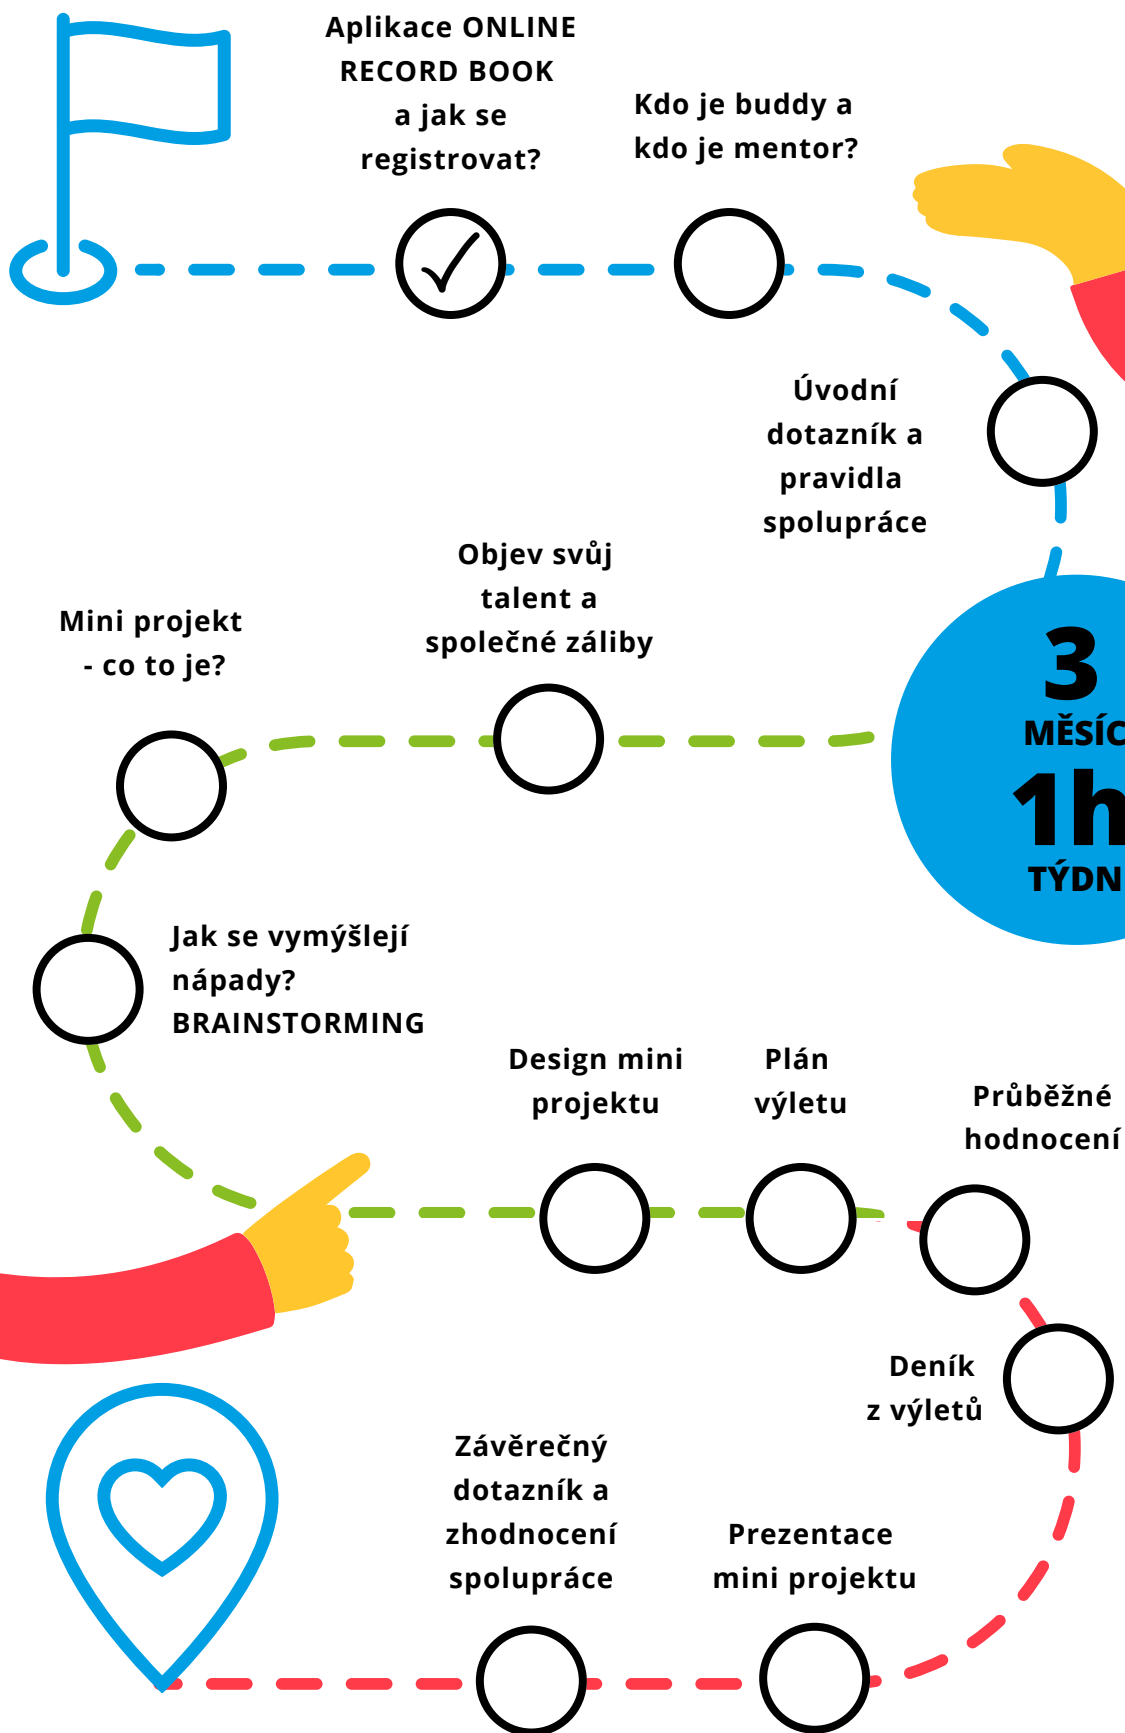 Aplikace ONLINE
RECORD BOOK
a jak se
registrovat?
Kdo je buddy a
kdo je mentor?
Úvodní
dotazník a
pravidla
spolupráce
Objev svůj
talent a
společné záliby
Mini projekt
- co to je?
3
MĚSÍC
1h
TÝDN
Jak se vymýšlejí
nápady?
BRAINSTORMING
Design mini
projektu
Plán
výletu
Průběžné
hodnocení
Deník
z výletů
Závěrečný
dotazník a
zhodnocení
spolupráce
Prezentace
mini projektu